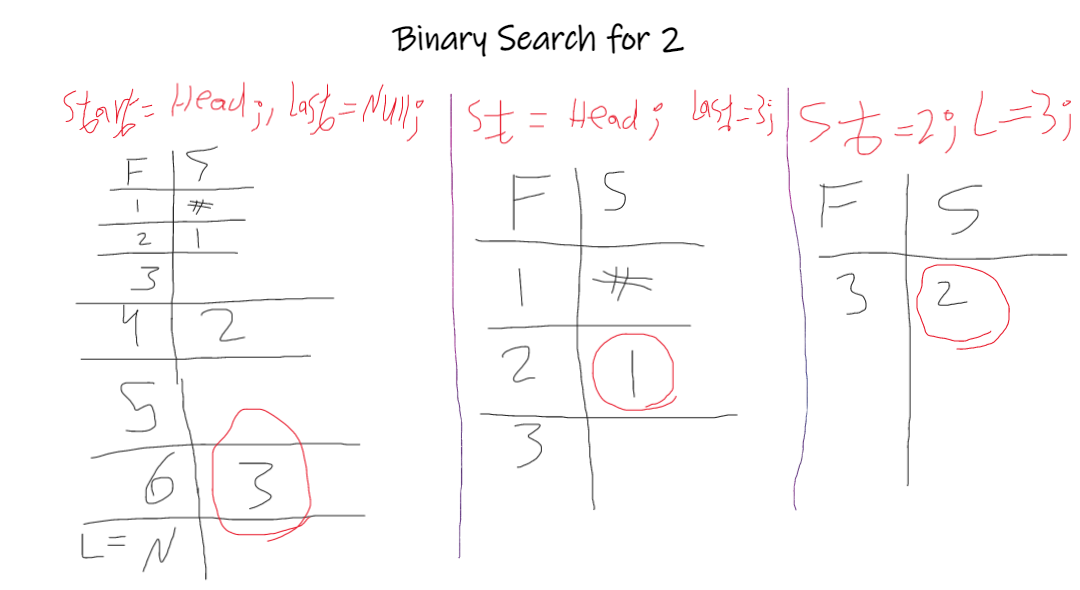 Binary Search for 2
Start = Head;, Last = Null;
F S
1 #
2 1
3
4 2
5
6 3
L = N
St = Head; Last=3;
F S
1 #
2 1
3
St=2; L=3;
F S
3 2